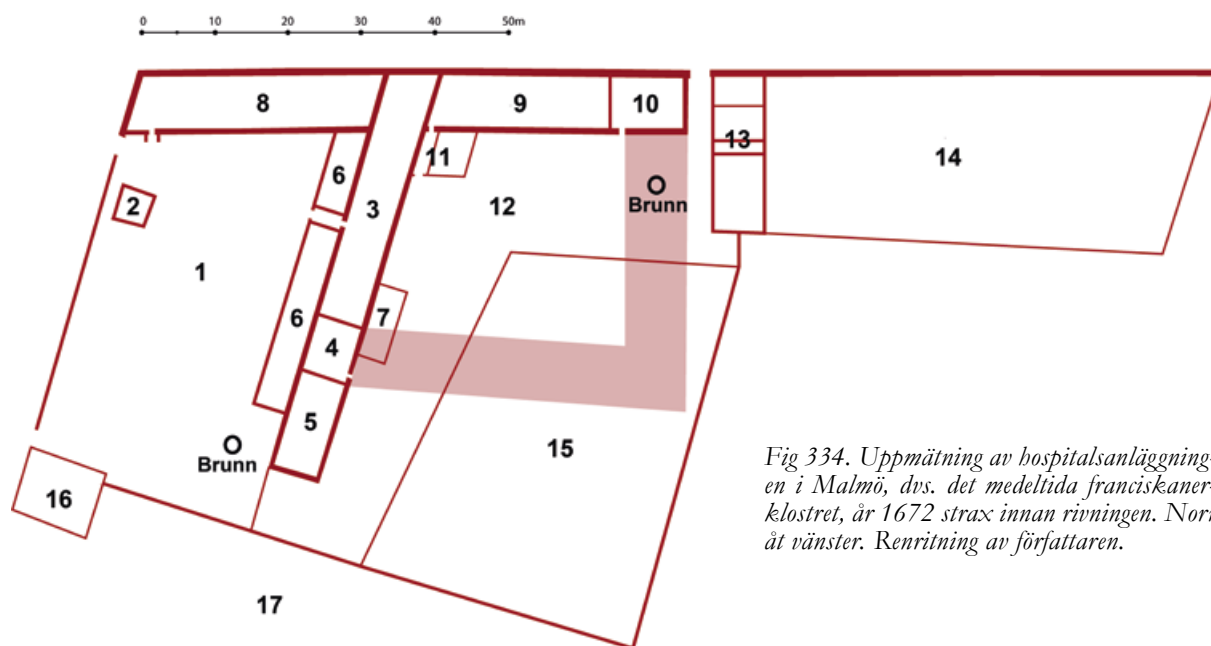 0 10 20 30 40 50m
8 9 10
13 14
11
6
2 3 12 Brunn
1
6 7
4
5
Brunn 15
16
17
Fig 334. Uppmätning av hospitalsanläggning-
en i Malmö, dvs. det medeltida franciskaner-
klostret, år 1672 strax innan rivningen. Norr
åt vänster. Renritning av författaren.